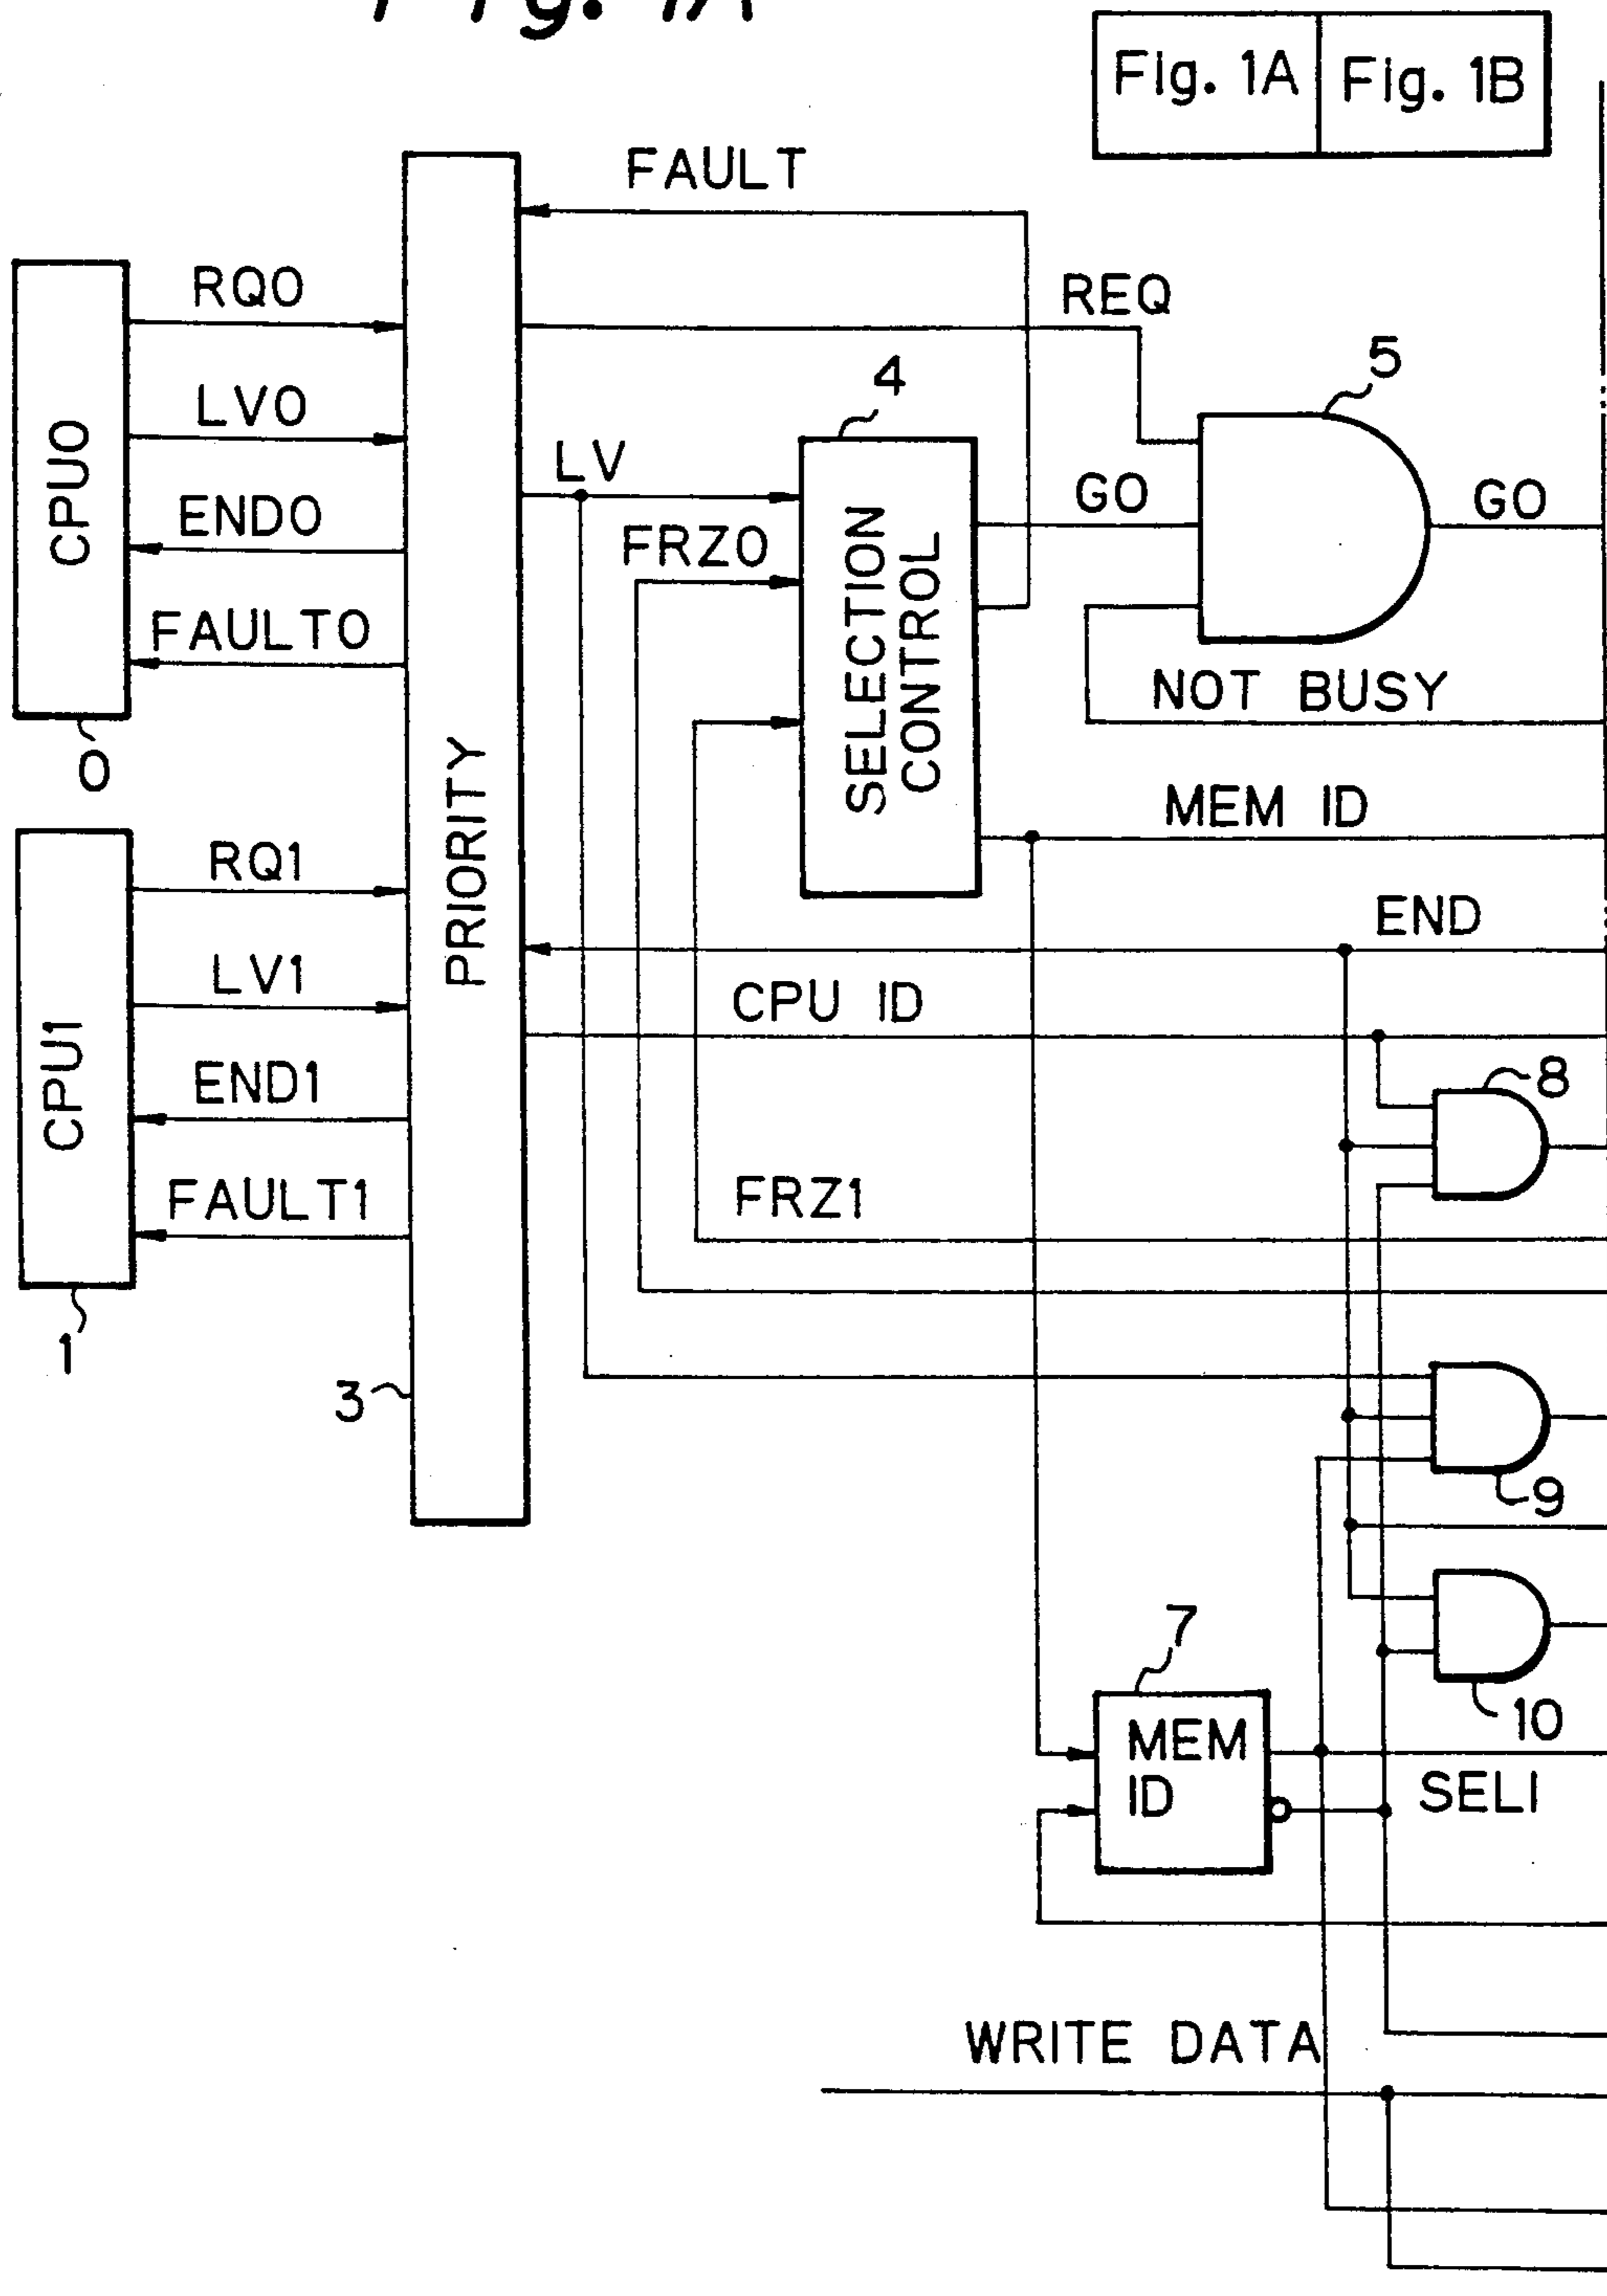 Fig. 1A
Fig. 1A
Fig. 1B
FAULT
RQ0
REQ
5
4
LV0
LV
GO
GO
CPU0
END0
FRZ0
SELECTION
CONTROL
FAULT0
NOT BUSY
0
PRIORITY
MEM ID
RQ1
END
LV1
CPU ID
CPU1
END1
8
FAULT1
FRZ1
1
3
9
7
10
MEM
ID
SELI
WRITE DATA